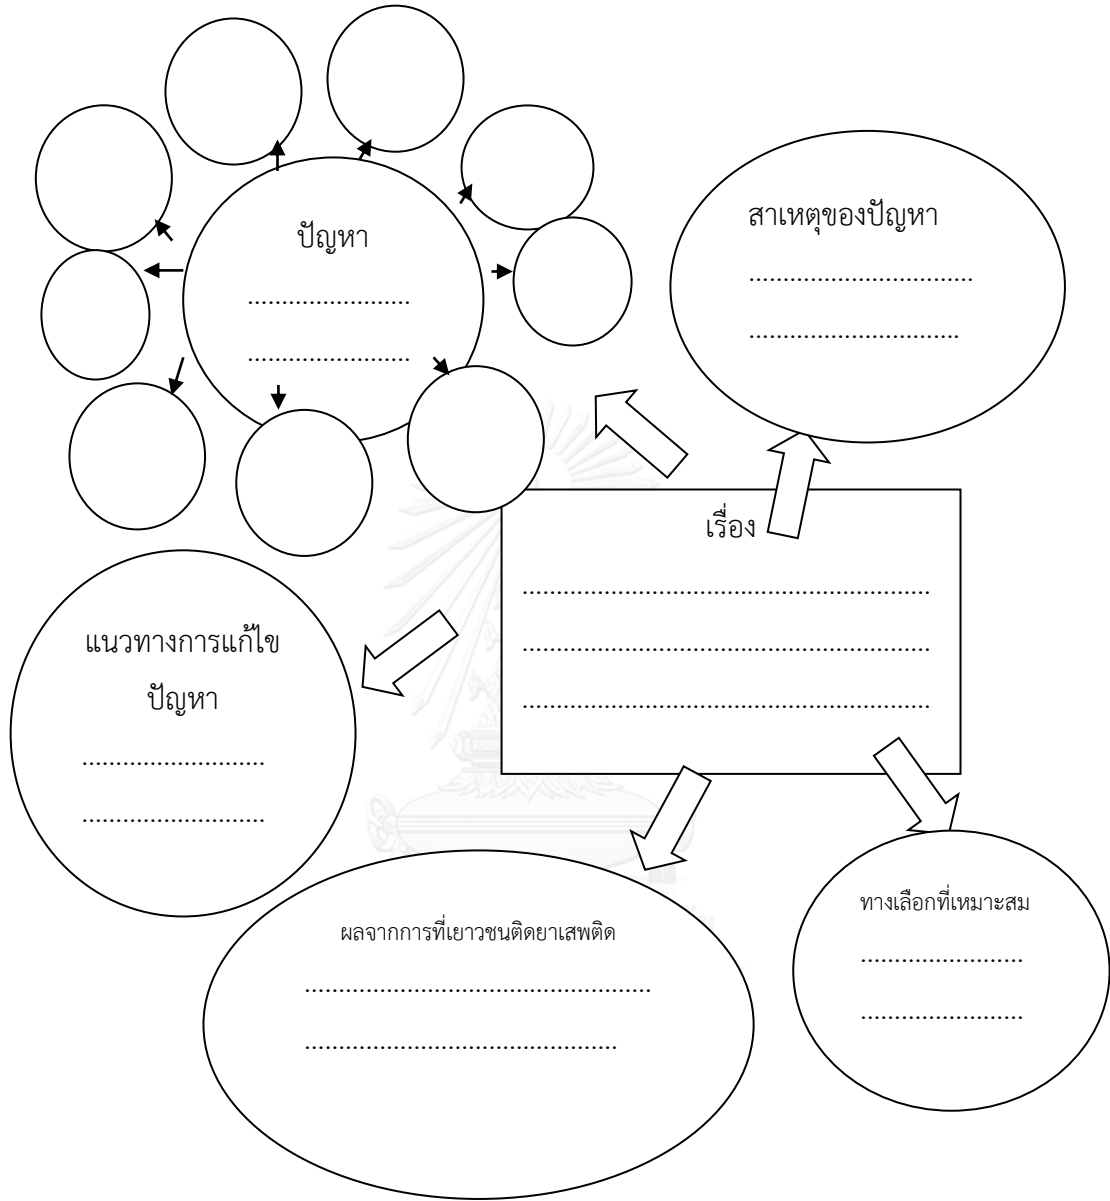 ปัญหา
........................
........................
สาเหตุของปัญหา
.................................
...............................
เรื่อง
............................................................
............................................................
............................................................
แนวทางการแก้ไข
ปัญหา
...........................
...........................
ผลจากการที่เยาวชนติดยาเสพติด
...................................................
..............................................
ทางเลือกที่เหมาะสม
........................
........................